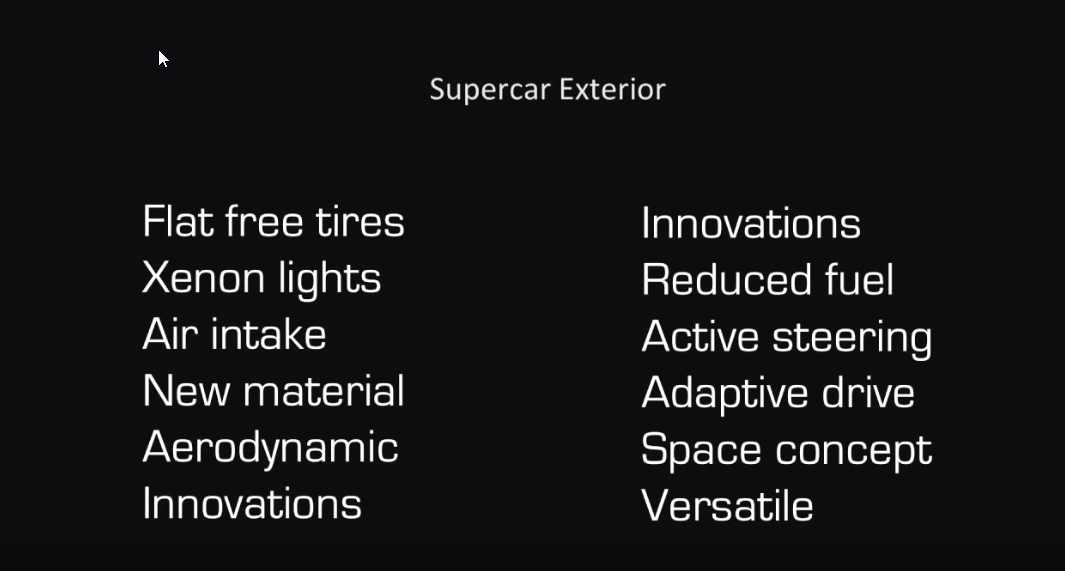 Supercar Exterior
Flat free tires
Xenon lights
Air intake
New material
Aerodynamic
Innovations
Innovations
Reduced fuel
Active steering
Adaptive drive
Space concept
Versatile